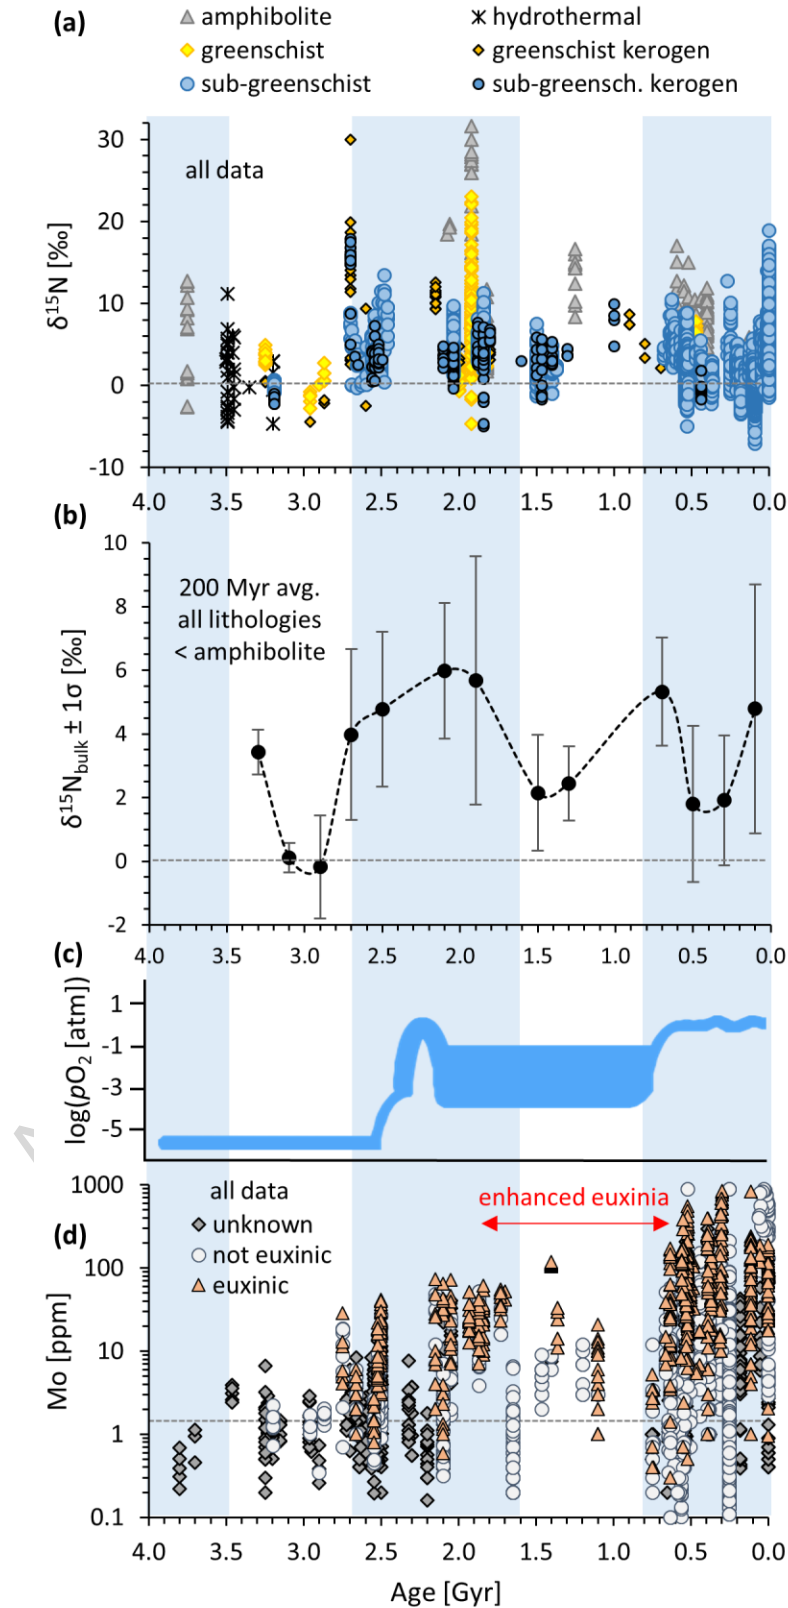 (a)
amphibolite
hydrothermal
greenschist
greenschist kerogen
sub-greenschist
sub-greensch. kerogen
30
20
10
0
-10
δ¹⁵N [‰]
all data
4.0 3.5 3.0 2.5 2.0 1.5 1.0 0.5 0.0
(b)
10
8
6
4
2
0
-2
δ¹⁵N_bulk ± 1σ [‰]
200 Myr avg.
all lithologies
< amphibolite
4.0 3.5 3.0 2.5 2.0 1.5 1.0 0.5 0.0
(c)
1
-1
-3
-5
log(pO₂ [atm])
(d)
1000
100
10
1
0.1
Mo [ppm]
all data
unknown
not euxinic
euxinic
enhanced euxinia
4.0 3.5 3.0 2.5 2.0 1.5 1.0 0.5 0.0
Age [Gyr]